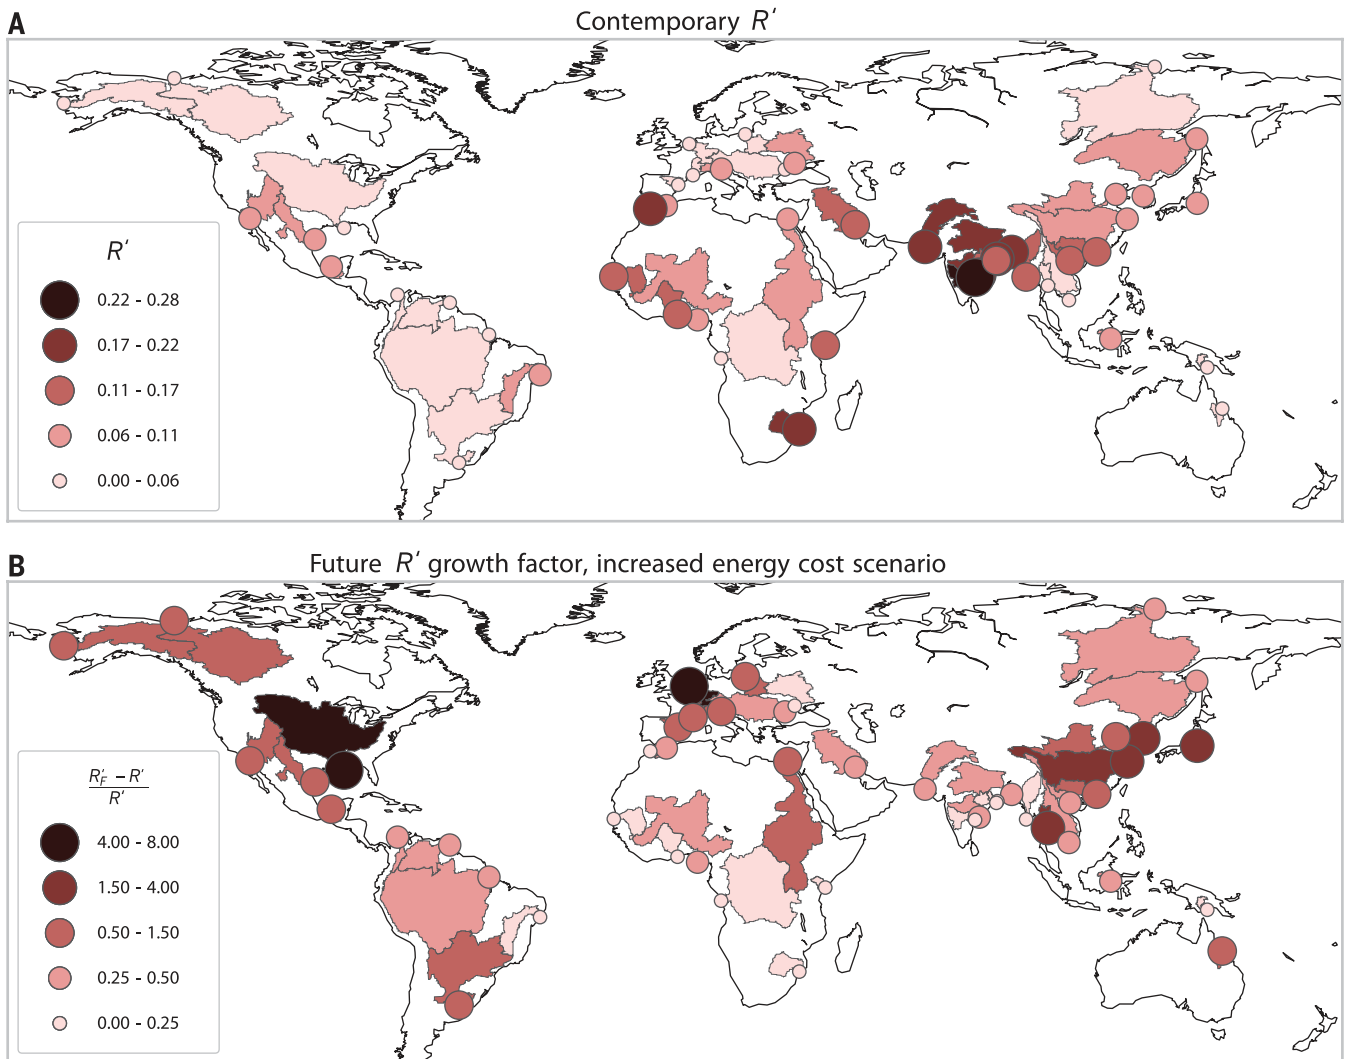 A
Contemporary R′
R′
0.22 - 0.28
0.17 - 0.22
0.11 - 0.17
0.06 - 0.11
0.00 - 0.06
B
Future R′ growth factor, increased energy cost scenario
R′F − R′
R′
4.00 - 8.00
1.50 - 4.00
0.50 - 1.50
0.25 - 0.50
0.00 - 0.25